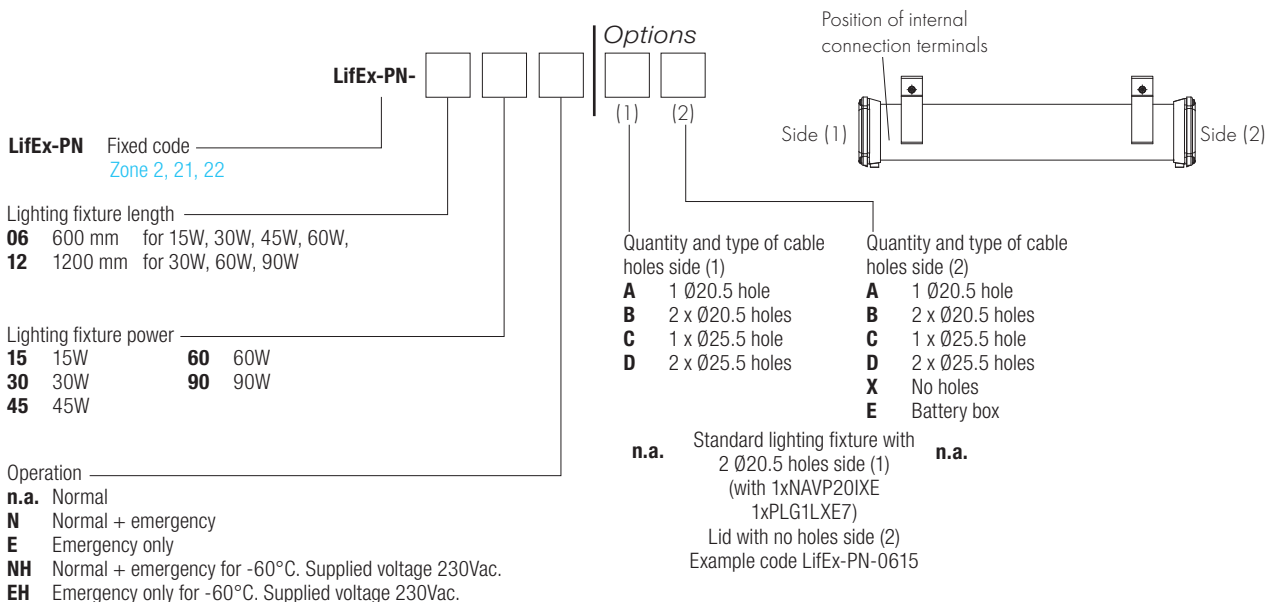 Options
LifEx-PN-
(1) (2)
Position of internal
connection terminals
Side (1)
Side (2)
LifEx-PN Fixed code
Zone 2, 21, 22
Lighting fixture length
06 600 mm for 15W, 30W, 45W, 60W,
12 1200 mm for 30W, 60W, 90W
Lighting fixture power
15 15W 60 60W
30 30W 90 90W
45 45W
Operation
n.a. Normal
N Normal + emergency
E Emergency only
NH Normal + emergency for -60°C. Supplied voltage 230Vac.
EH Emergency only for -60°C. Supplied voltage 230Vac.
Quantity and type of cable
holes side (1)
A 1 Ø20.5 hole
B 2 x Ø20.5 holes
C 1 x Ø25.5 hole
D 2 x Ø25.5 holes
Quantity and type of cable
holes side (2)
A 1 Ø20.5 hole
B 2 x Ø20.5 holes
C 1 x Ø25.5 hole
D 2 x Ø25.5 holes
X No holes
E Battery box
n.a. Standard lighting fixture with n.a.
2 Ø20.5 holes side (1)
(with 1xNAVP20IXE
1xPLG1LXE7)
Lid with no holes side (2)
Example code LifEx-PN-0615